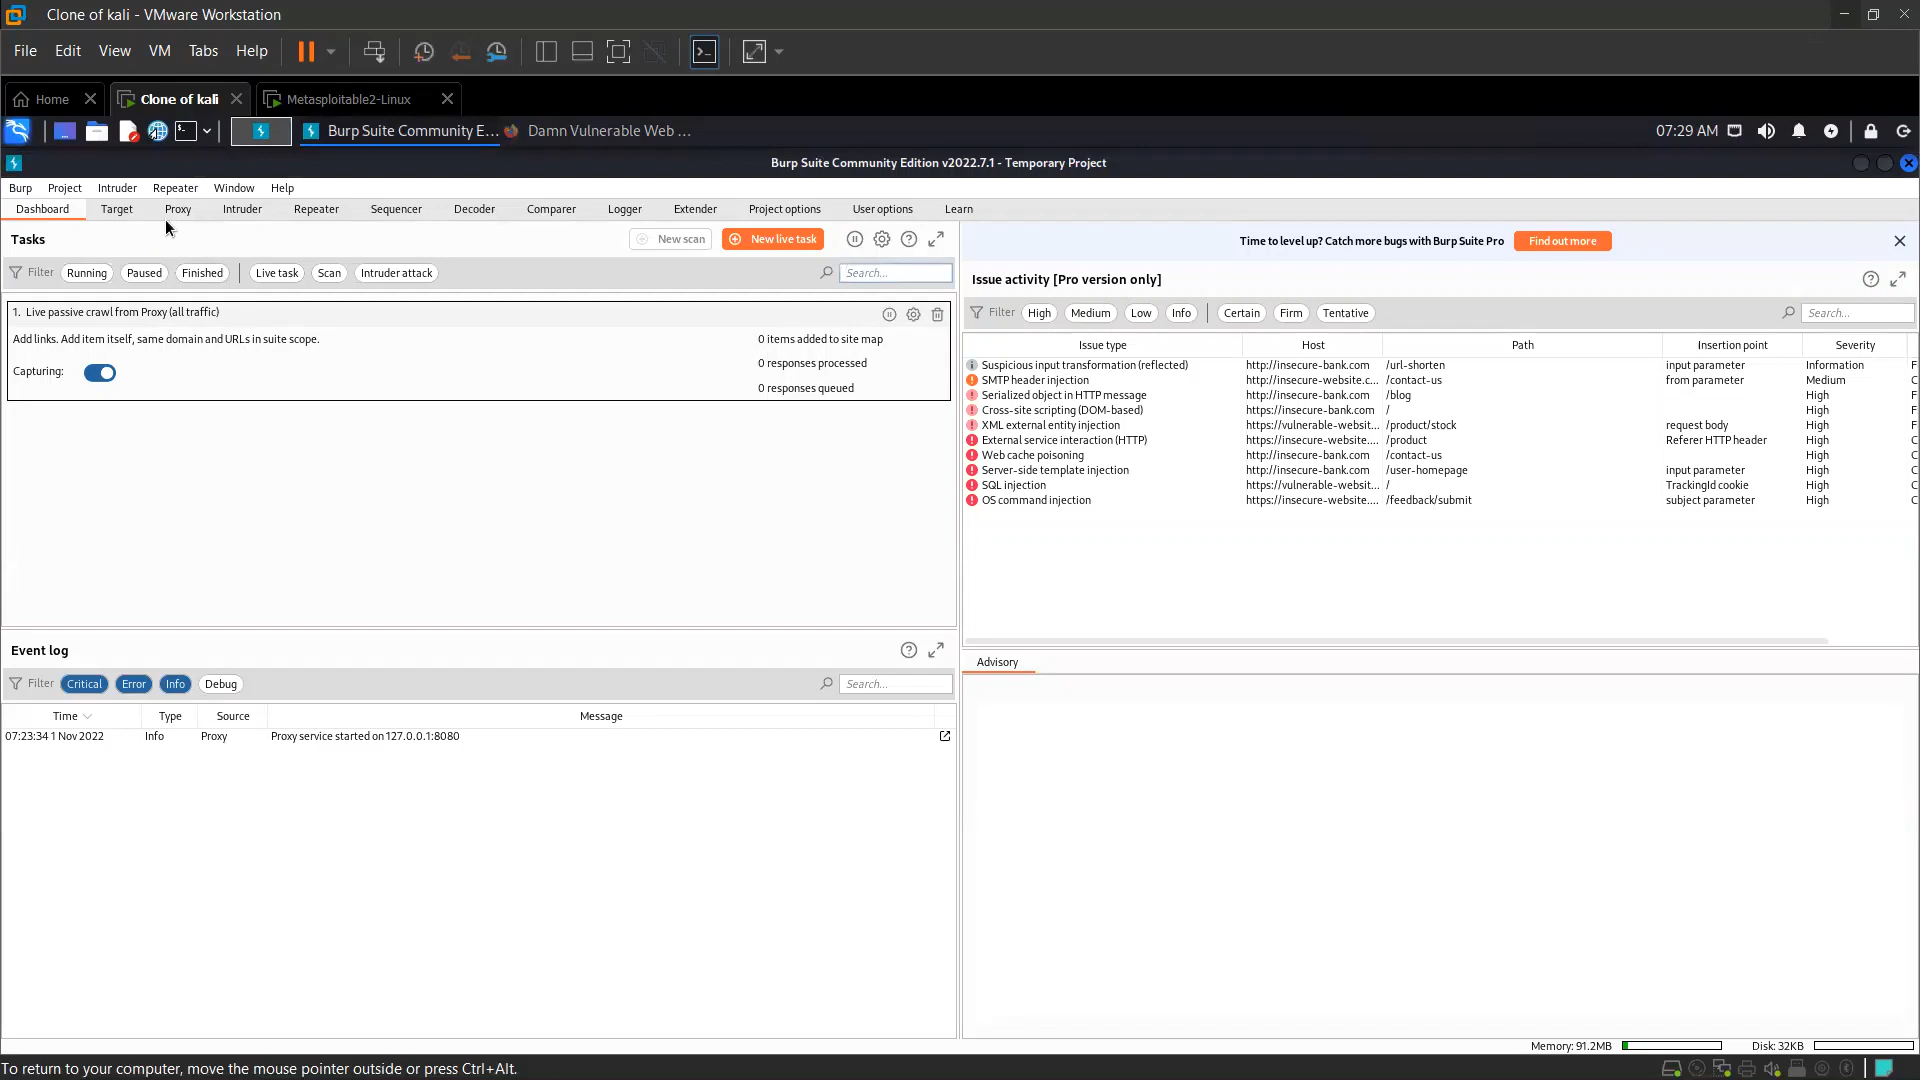 Clone of kali - VMware Workstation
File Edit View VM Tabs Help
Home Clone of kali Metasploitable2-Linux
Burp Suite Community E... Damn Vulnerable Web ... 07:29 AM
Burp Suite Community Edition v2022.7.1 - Temporary Project
Burp Project Intruder Repeater Window Help
Dashboard Target Proxy Intruder Repeater Sequencer Decoder Comparer Logger Extender Project options User options Learn
Tasks New scan New live task
Filter Running Paused Finished Live task Scan Intruder attack Search...
1. Live passive crawl from Proxy (all traffic)
Add links. Add item itself, same domain and URLs in suite scope. 0 items added to site map
0 responses processed
Capturing:
0 responses queued
Event log
Filter Critical Error Info Debug Search...
Time Type Source Message
07:23:34 1 Nov 2022 Info Proxy Proxy service started on 127.0.0.1:8080
Time to level up? Catch more bugs with Burp Suite Pro Find out more
Issue activity [Pro version only]
Filter High Medium Low Info Certain Firm Tentative Search...
Issue type Host Path Insertion point Severity
Suspicious input transformation (reflected) http://insecure-bank.com /url-shorten input parameter Information F
SMTP header injection http://insecure-website.c... /contact-us from parameter Medium C
Serialized object in HTTP message http://insecure-bank.com /blog High F
Cross-site scripting (DOM-based) https://insecure-bank.com / High F
XML external entity injection https://vulnerable-websit... /product/stock request body High F
External service interaction (HTTP) https://insecure-website.... /product Referer HTTP header High C
Web cache poisoning http://insecure-bank.com /contact-us High C
Server-side template injection http://insecure-bank.com /user-homepage input parameter High C
SQL injection https://vulnerable-websit... / TrackingId cookie High C
OS command injection https://insecure-website.... /feedback/submit subject parameter High C
Advisory
Memory: 91.2MB Disk: 32KB
To return to your computer, move the mouse pointer outside or press Ctrl+Alt.